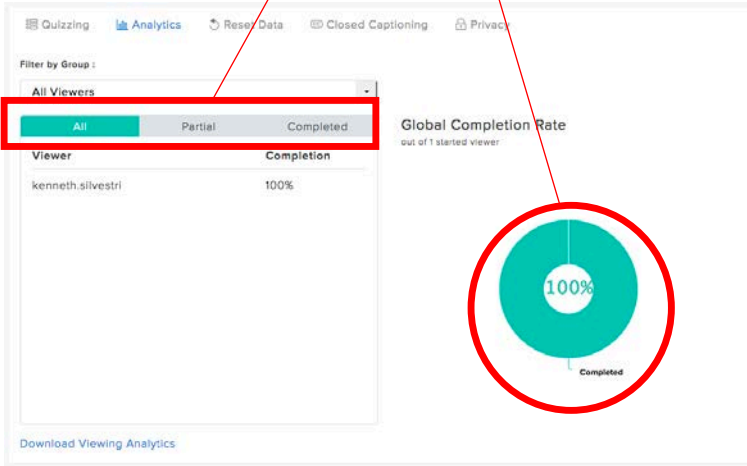 Quizzing Analytics Reset Data Closed Captioning Privacy
Filter by Group :
All Viewers
All Partial Completed
Viewer Completion
kenneth.silvestri 100%
Global Completion Rate
out of 1 started viewer
100%
Completed
Download Viewing Analytics